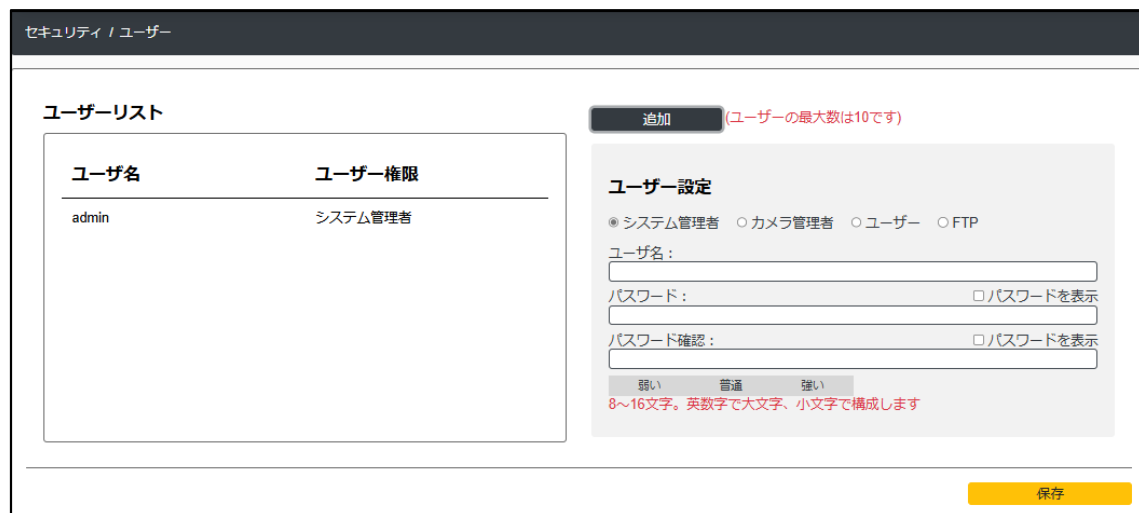 セキュリティ / ユーザー
ユーザーリスト
ユーザ名 ユーザー権限
admin システム管理者
追加 (ユーザーの最大数は10です)
ユーザー設定
システム管理者 カメラ管理者 ユーザー FTP
ユーザ名：
パスワード： パスワードを表示
パスワード確認： パスワードを表示
弱い 普通 強い
8～16文字。英数字で大文字、小文字で構成します
保存